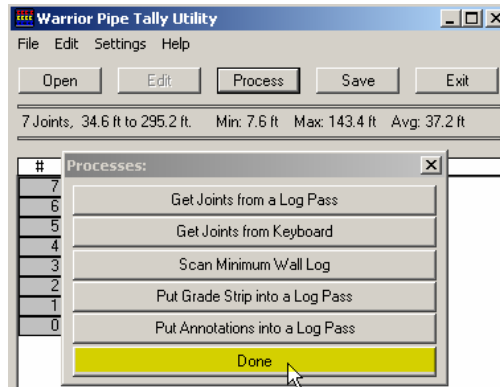 Warrior Pipe Tally Utility
File Edit Settings Help
Open Edit Process Save Exit
7 Joints, 34.6 ft to 295.2 ft. Min: 7.6 ft Max: 143.4 ft Avg: 37.2 ft
#
Processes:
7
6
5
4
3
2
1
0
Get Joints from a Log Pass
Get Joints from Keyboard
Scan Minimum Wall Log
Put Grade Strip into a Log Pass
Put Annotations into a Log Pass
Done